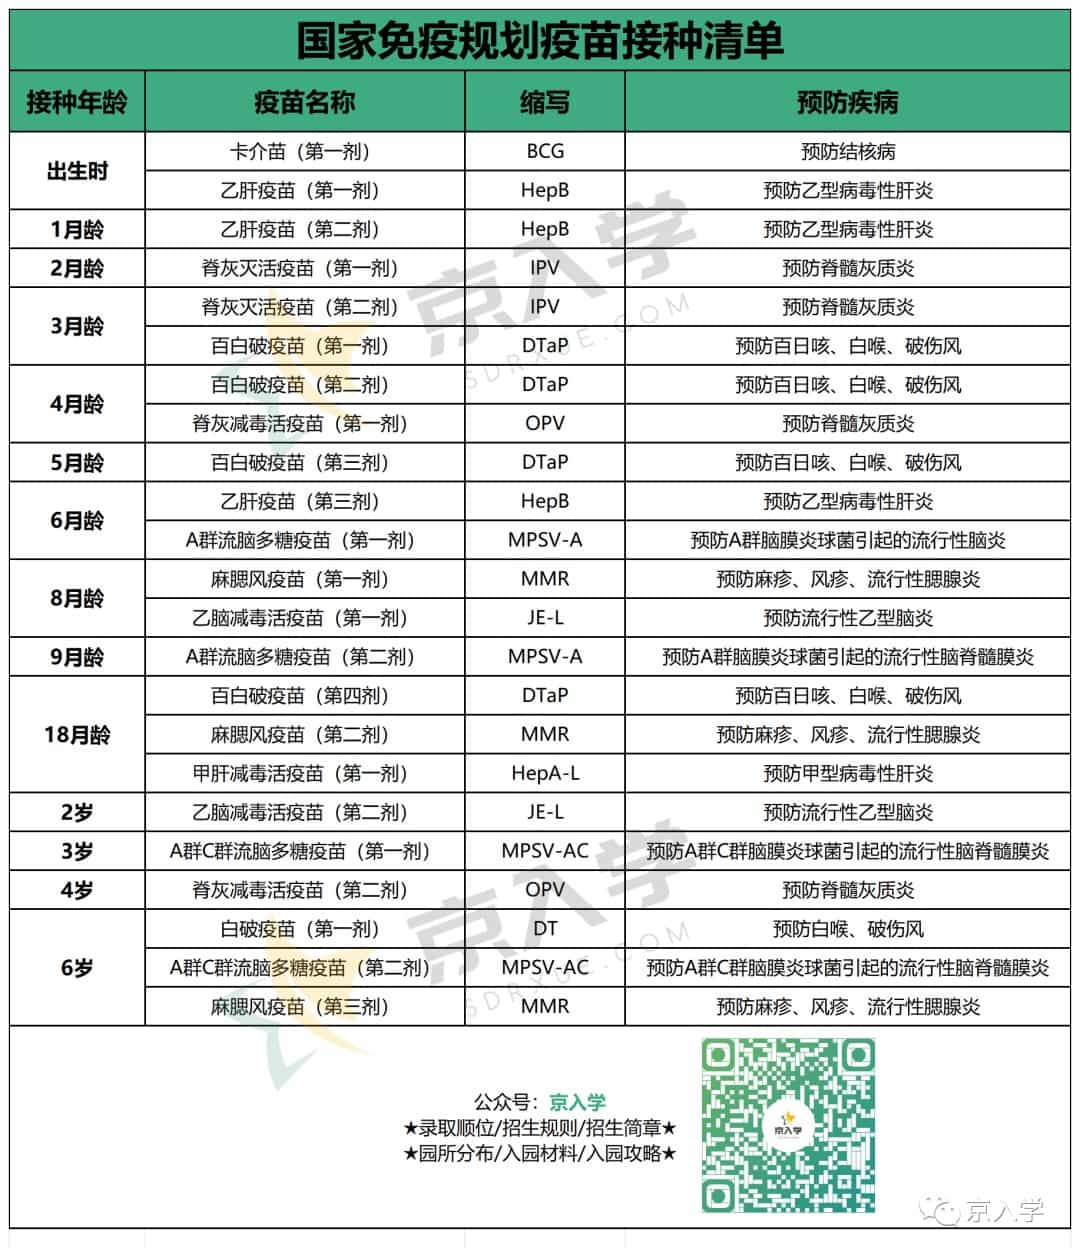 国家免疫规划疫苗接种清单
接种年龄 疫苗名称 缩写 预防疾病
出生时 卡介苗（第一剂） BCG 预防结核病
乙肝疫苗（第一剂） HepB 预防乙型病毒性肝炎
1月龄 乙肝疫苗（第二剂） HepB 预防乙型病毒性肝炎
2月龄 脊灰灭活疫苗（第一剂） IPV 预防脊髓灰质炎
3月龄 脊灰灭活疫苗（第二剂） IPV 预防脊髓灰质炎
百白破疫苗（第一剂） DTaP 预防百日咳、白喉、破伤风
4月龄 百白破疫苗（第二剂） DTaP 预防百日咳、白喉、破伤风
脊灰减毒活疫苗（第一剂） OPV 预防脊髓灰质炎
5月龄 百白破疫苗（第三剂） DTaP 预防百日咳、白喉、破伤风
6月龄 乙肝疫苗（第三剂） HepB 预防乙型病毒性肝炎
A群流脑多糖疫苗（第一剂） MPSV-A 预防A群脑膜炎球菌引起的流行性脑炎
8月龄 麻腮风疫苗（第一剂） MMR 预防麻疹、风疹、流行性腮腺炎
乙脑减毒活疫苗（第一剂） JE-L 预防流行性乙型脑炎
9月龄 A群流脑多糖疫苗（第二剂） MPSV-A 预防A群脑膜炎球菌引起的流行性脑脊髓膜炎
18月龄 百白破疫苗（第四剂） DTaP 预防百日咳、白喉、破伤风
麻腮风疫苗（第二剂） MMR 预防麻疹、风疹、流行性腮腺炎
甲肝减毒活疫苗（第一剂） HepA-L 预防甲型病毒性肝炎
2岁 乙脑减毒活疫苗（第二剂） JE-L 预防流行性乙型脑炎
3岁 A群C群流脑多糖疫苗（第一剂） MPSV-AC 预防A群C群脑膜炎球菌引起的流行性脑脊髓膜炎
4岁 脊灰减毒活疫苗（第二剂） OPV 预防脊髓灰质炎
6岁 白破疫苗（第一剂） DT 预防白喉、破伤风
A群C群流脑多糖疫苗（第二剂） MPSV-AC 预防A群C群脑膜炎球菌引起的流行性脑脊髓膜炎
麻腮风疫苗（第三剂） MMR 预防麻疹、风疹、流行性腮腺炎
京入学
SDRXUE.COM
京入学
SDRXUE.COM
公众号：京入学
★录取顺位/招生规则/招生简章★
★园所分布/入园材料/入园攻略★
京入学
京入学